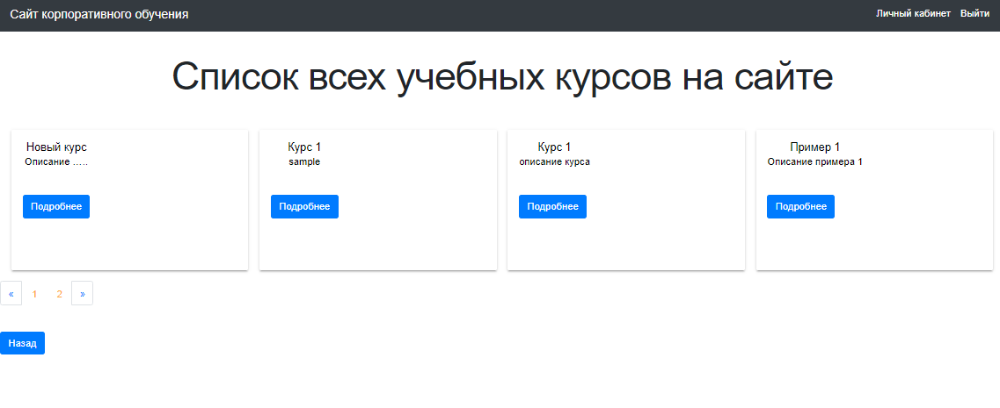 Сайт корпоративного обучения
Личный кабинет Выйти
Список всех учебных курсов на сайте
Новый курс
Описание .....
Подробнее
Курс 1
sample
Подробнее
Курс 1
описание курса
Подробнее
Пример 1
Описание примера 1
Подробнее
« 1 2 »
Назад